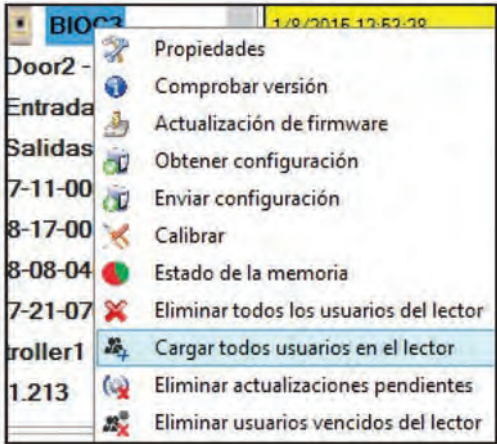 BIOC3
1/8/2015 12:53:28
Propiedades
Door2 -
Comprobar versión
Entrada
Actualización de firmware
Salidas
Obtener configuración
7-11-00
Enviar configuración
8-17-00
Calibrar
8-08-04
Estado de la memoria
7-21-07
Eliminar todos los usuarios del lector
troller1
Cargar todos usuarios en el lector
1.213
Eliminar actualizaciones pendientes
Eliminar usuarios vencidos del lector